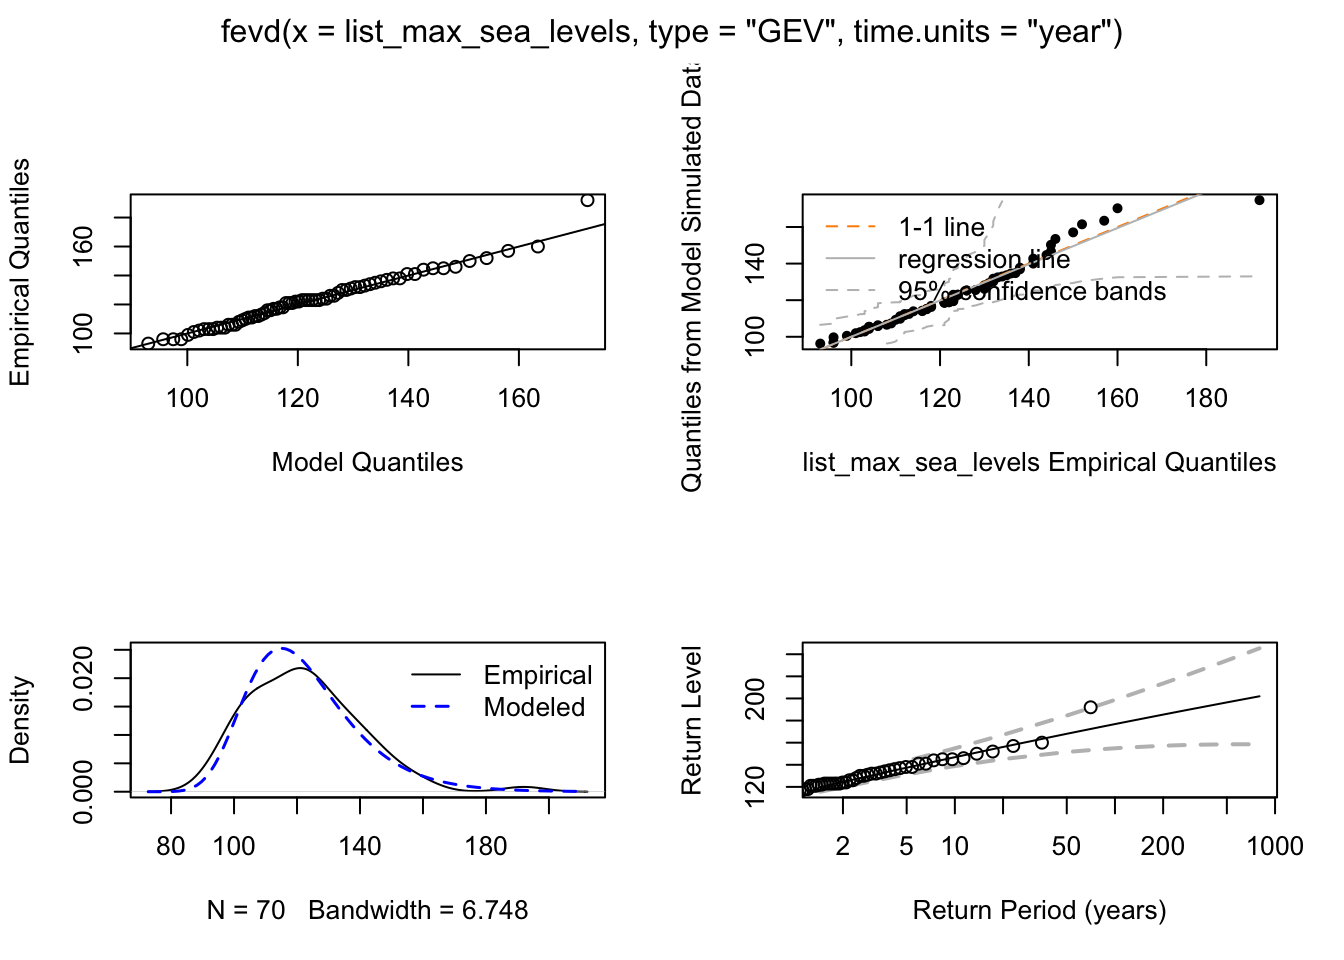 fevd(x = list_max_sea_levels, type = "GEV", time.units = "year")
Empirical Quantiles
100 160
100 120 140 160
Model Quantiles
Quantiles from Model Simulated Dat
100 140
1-1 line
regression line
95% confidence bands
100 120 140 160 180
list_max_sea_levels Empirical Quantiles
Density
0.000 0.020
Empirical
Modeled
80 100 140 180
N = 70 Bandwidth = 6.748
Return Level
120 200
2 5 10 50 200 1000
Return Period (years)